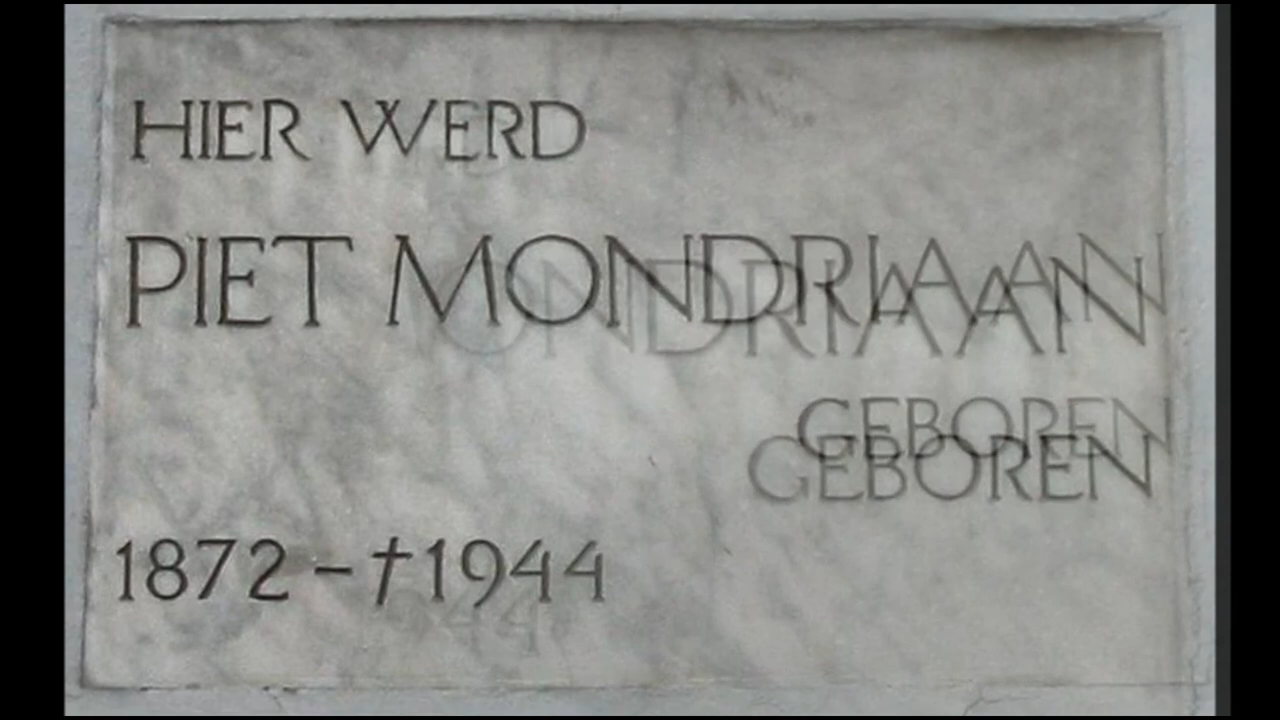 HIER WERD
PIET MONDRIAAN
GEBOREN
1872 – †1944